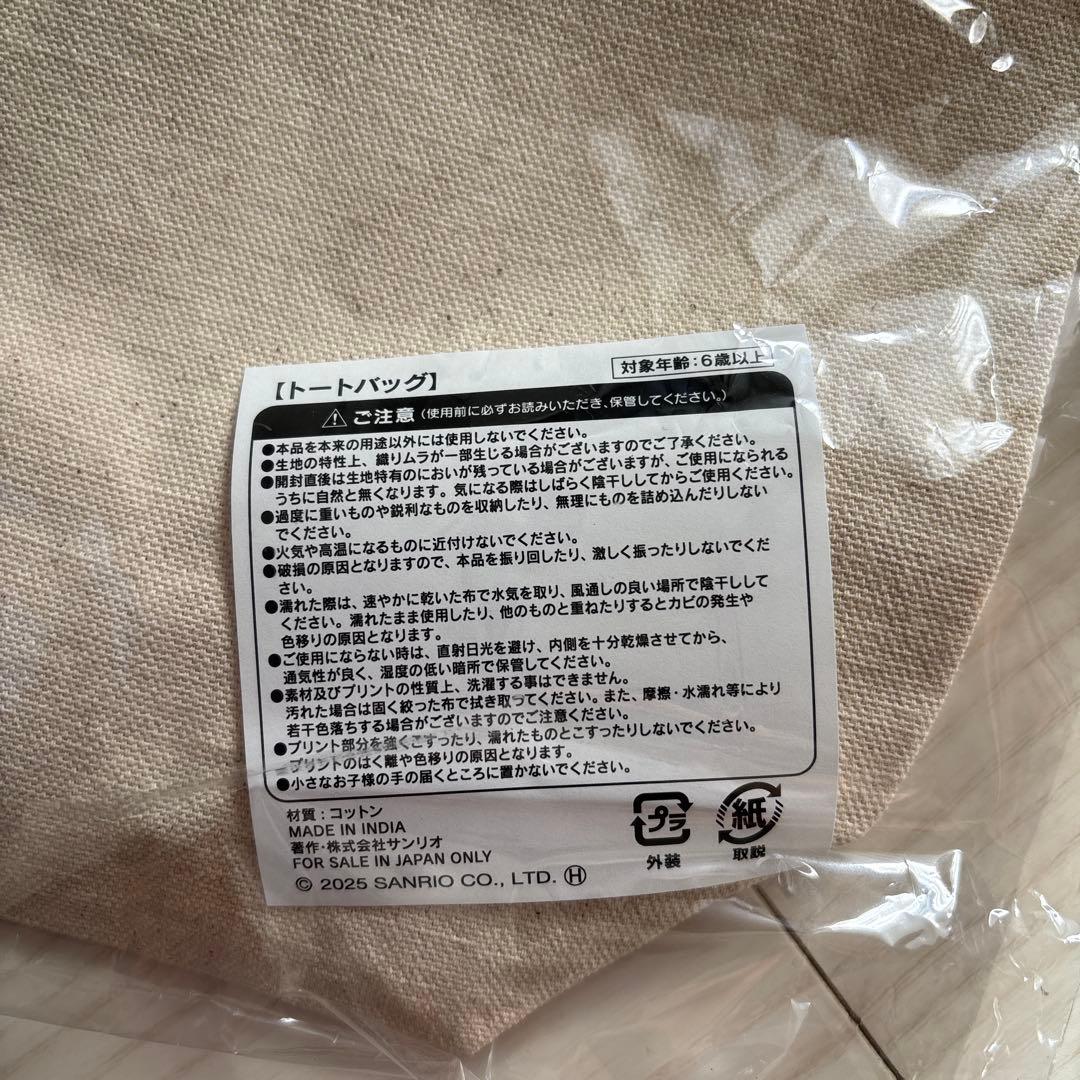 【トートバッグ】
対象年齢：6歳以上
⚠ ご注意（使用前に必ずお読みいただき、保管してください。）
●本品を本来の用途以外には使用しないでください。
●生地の特性上、織りムラが一部生じる場合がございますのでご了承ください。
●開封直後は生地特有のにおいが残っている場合がございますが、ご使用になられる
うちに自然と無くなります。気になる際はしばらく陰干ししてからご使用ください。
●過度に重いものや鋭利なものを収納したり、無理にものを詰め込んだりしない
でください。
●火気や高温になるものに近付けないでください。
●破損の原因となりますので、本品を振り回したり、激しく振ったりしないでくだ
さい。
●濡れた際は、速やかに乾いた布で水気を取り、風通しの良い場所で陰干しして
ください。濡れたまま使用したり、他のものと重ねたりするとカビの発生や
色移りの原因となります。
●ご使用にならない時は、直射日光を避け、内側を十分乾燥させてから、
通気性が良く、湿度の低い暗所で保管してください。
●素材及びプリントの性質上、洗濯する事はできません。
汚れた場合は固く絞った布で拭き取ってください。また、摩擦・水濡れ等により
若干色落ちする場合がございますのでご注意ください。
●プリント部分を強くこすったり、濡れたものとこすったりしないでください。
プリントのはく離や色移りの原因となります。
●小さなお子様の手の届くところに置かないでください。
材質：コットン
MADE IN INDIA
著作・株式会社サンリオ
FOR SALE IN JAPAN ONLY
© 2025 SANRIO CO., LTD. Ⓗ
プラ
外装
紙
取説